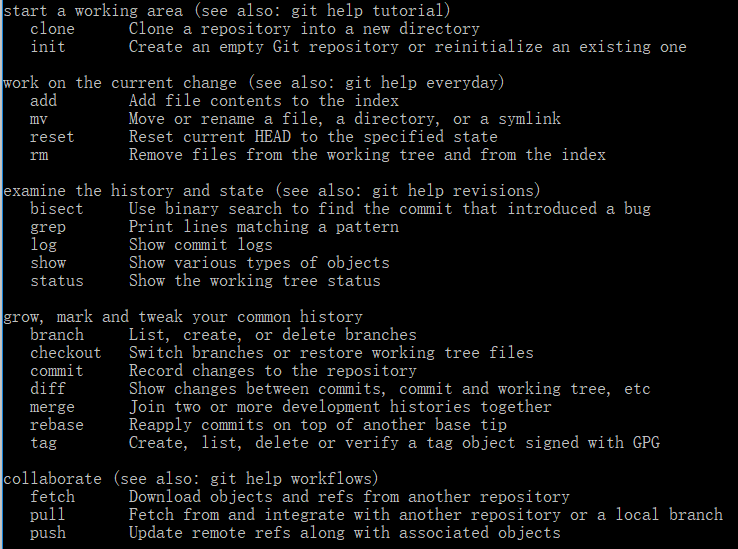 start a working area (see also: git help tutorial)
   clone      Clone a repository into a new directory
   init       Create an empty Git repository or reinitialize an existing one

work on the current change (see also: git help everyday)
   add        Add file contents to the index
   mv         Move or rename a file, a directory, or a symlink
   reset      Reset current HEAD to the specified state
   rm         Remove files from the working tree and from the index

examine the history and state (see also: git help revisions)
   bisect     Use binary search to find the commit that introduced a bug
   grep       Print lines matching a pattern
   log        Show commit logs
   show       Show various types of objects
   status     Show the working tree status

grow, mark and tweak your common history
   branch     List, create, or delete branches
   checkout   Switch branches or restore working tree files
   commit     Record changes to the repository
   diff       Show changes between commits, commit and working tree, etc
   merge      Join two or more development histories together
   rebase     Reapply commits on top of another base tip
   tag        Create, list, delete or verify a tag object signed with GPG

collaborate (see also: git help workflows)
   fetch      Download objects and refs from another repository
   pull       Fetch from and integrate with another repository or a local branch
   push       Update remote refs along with associated objects